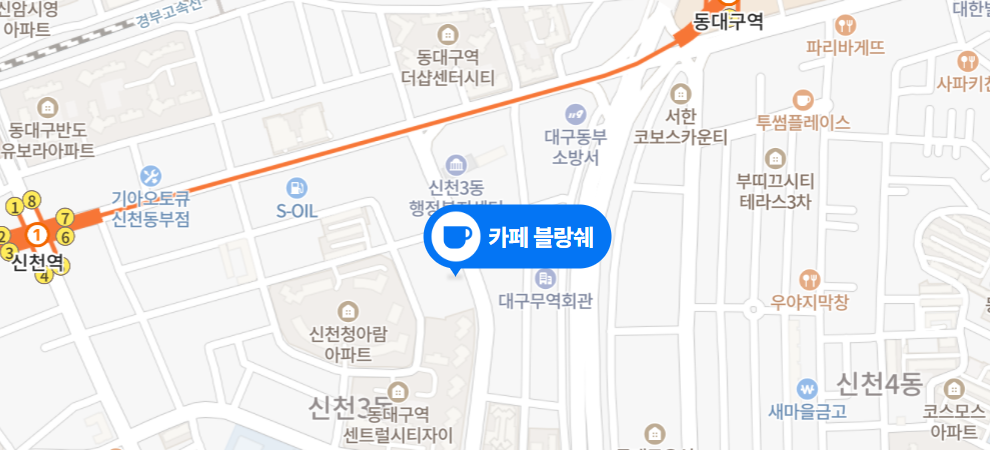 신암시영
아파트
경부고속선
동대구역
더샵센터시티
동대구역
파리바게뜨
대한
사파키친
동대구반도
유보라아파트
대구동부
소방서
서한
코보스카운티
투썸플레이스
부띠끄시티
테라스3차
기아오토큐
신천동부점
S-OIL
신천3동
행정복지센터
1
8
7
2
1
6
3
4
신천역
카페 블랑쉐
대구무역회관
우야지막창
신천청아람
아파트
신천3동
동대구역
센트럴시티자이
신천4동
새마을금고
코스모스
아파트